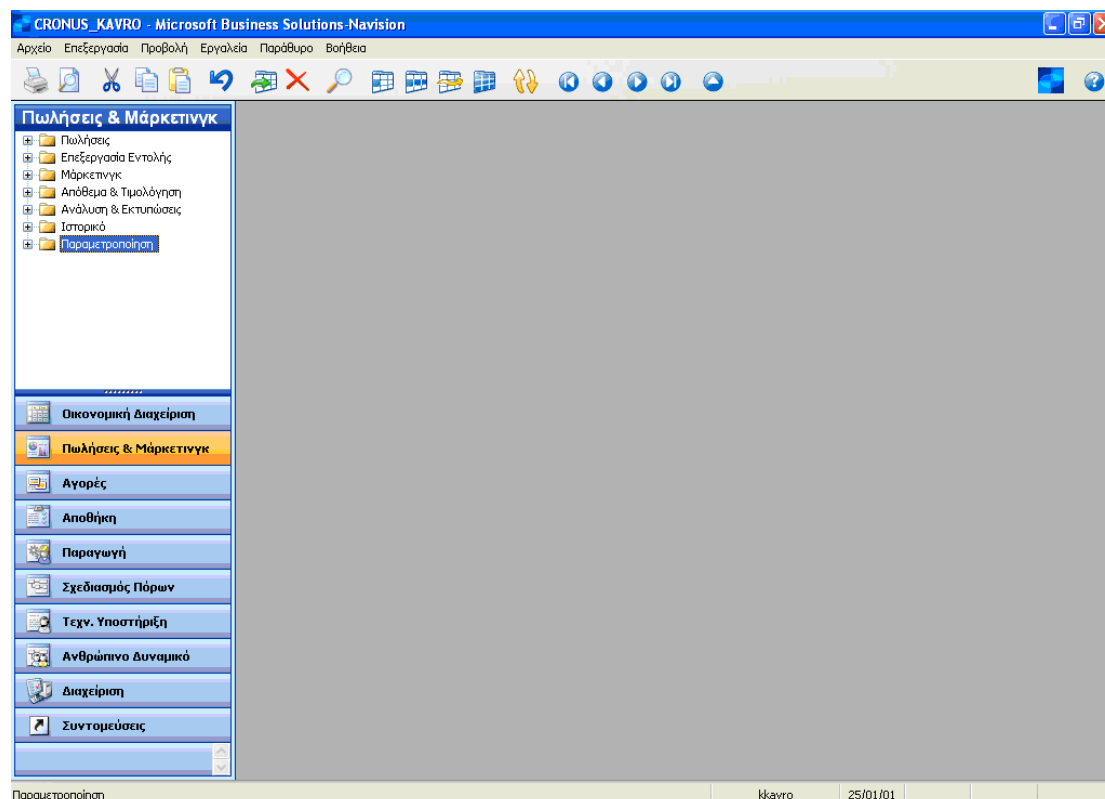 CRONUS_KAVRO - Microsoft Business Solutions-Navision
Αρχείο Επεξεργασία Προβολή Εργαλεία Παράθυρο Βοήθεια
Πωλήσεις & Μάρκετινγκ
Πωλήσεις
Επεξεργασία Εντολής
Μάρκετινγκ
Απόθεμα & Τιμολόγηση
Ανάλυση & Εκτυπώσεις
Ιστορικό
Παραμετροποίηση
Οικονομική Διαχείριση
Πωλήσεις & Μάρκετινγκ
Αγορές
Αποθήκη
Παραγωγή
Σχεδιασμός Πόρων
Τεχν. Υποστήριξη
Ανθρώπινο Δυναμικό
Διαχείριση
Συντομεύσεις
Παραμετροποίηση kkavro 25/01/01